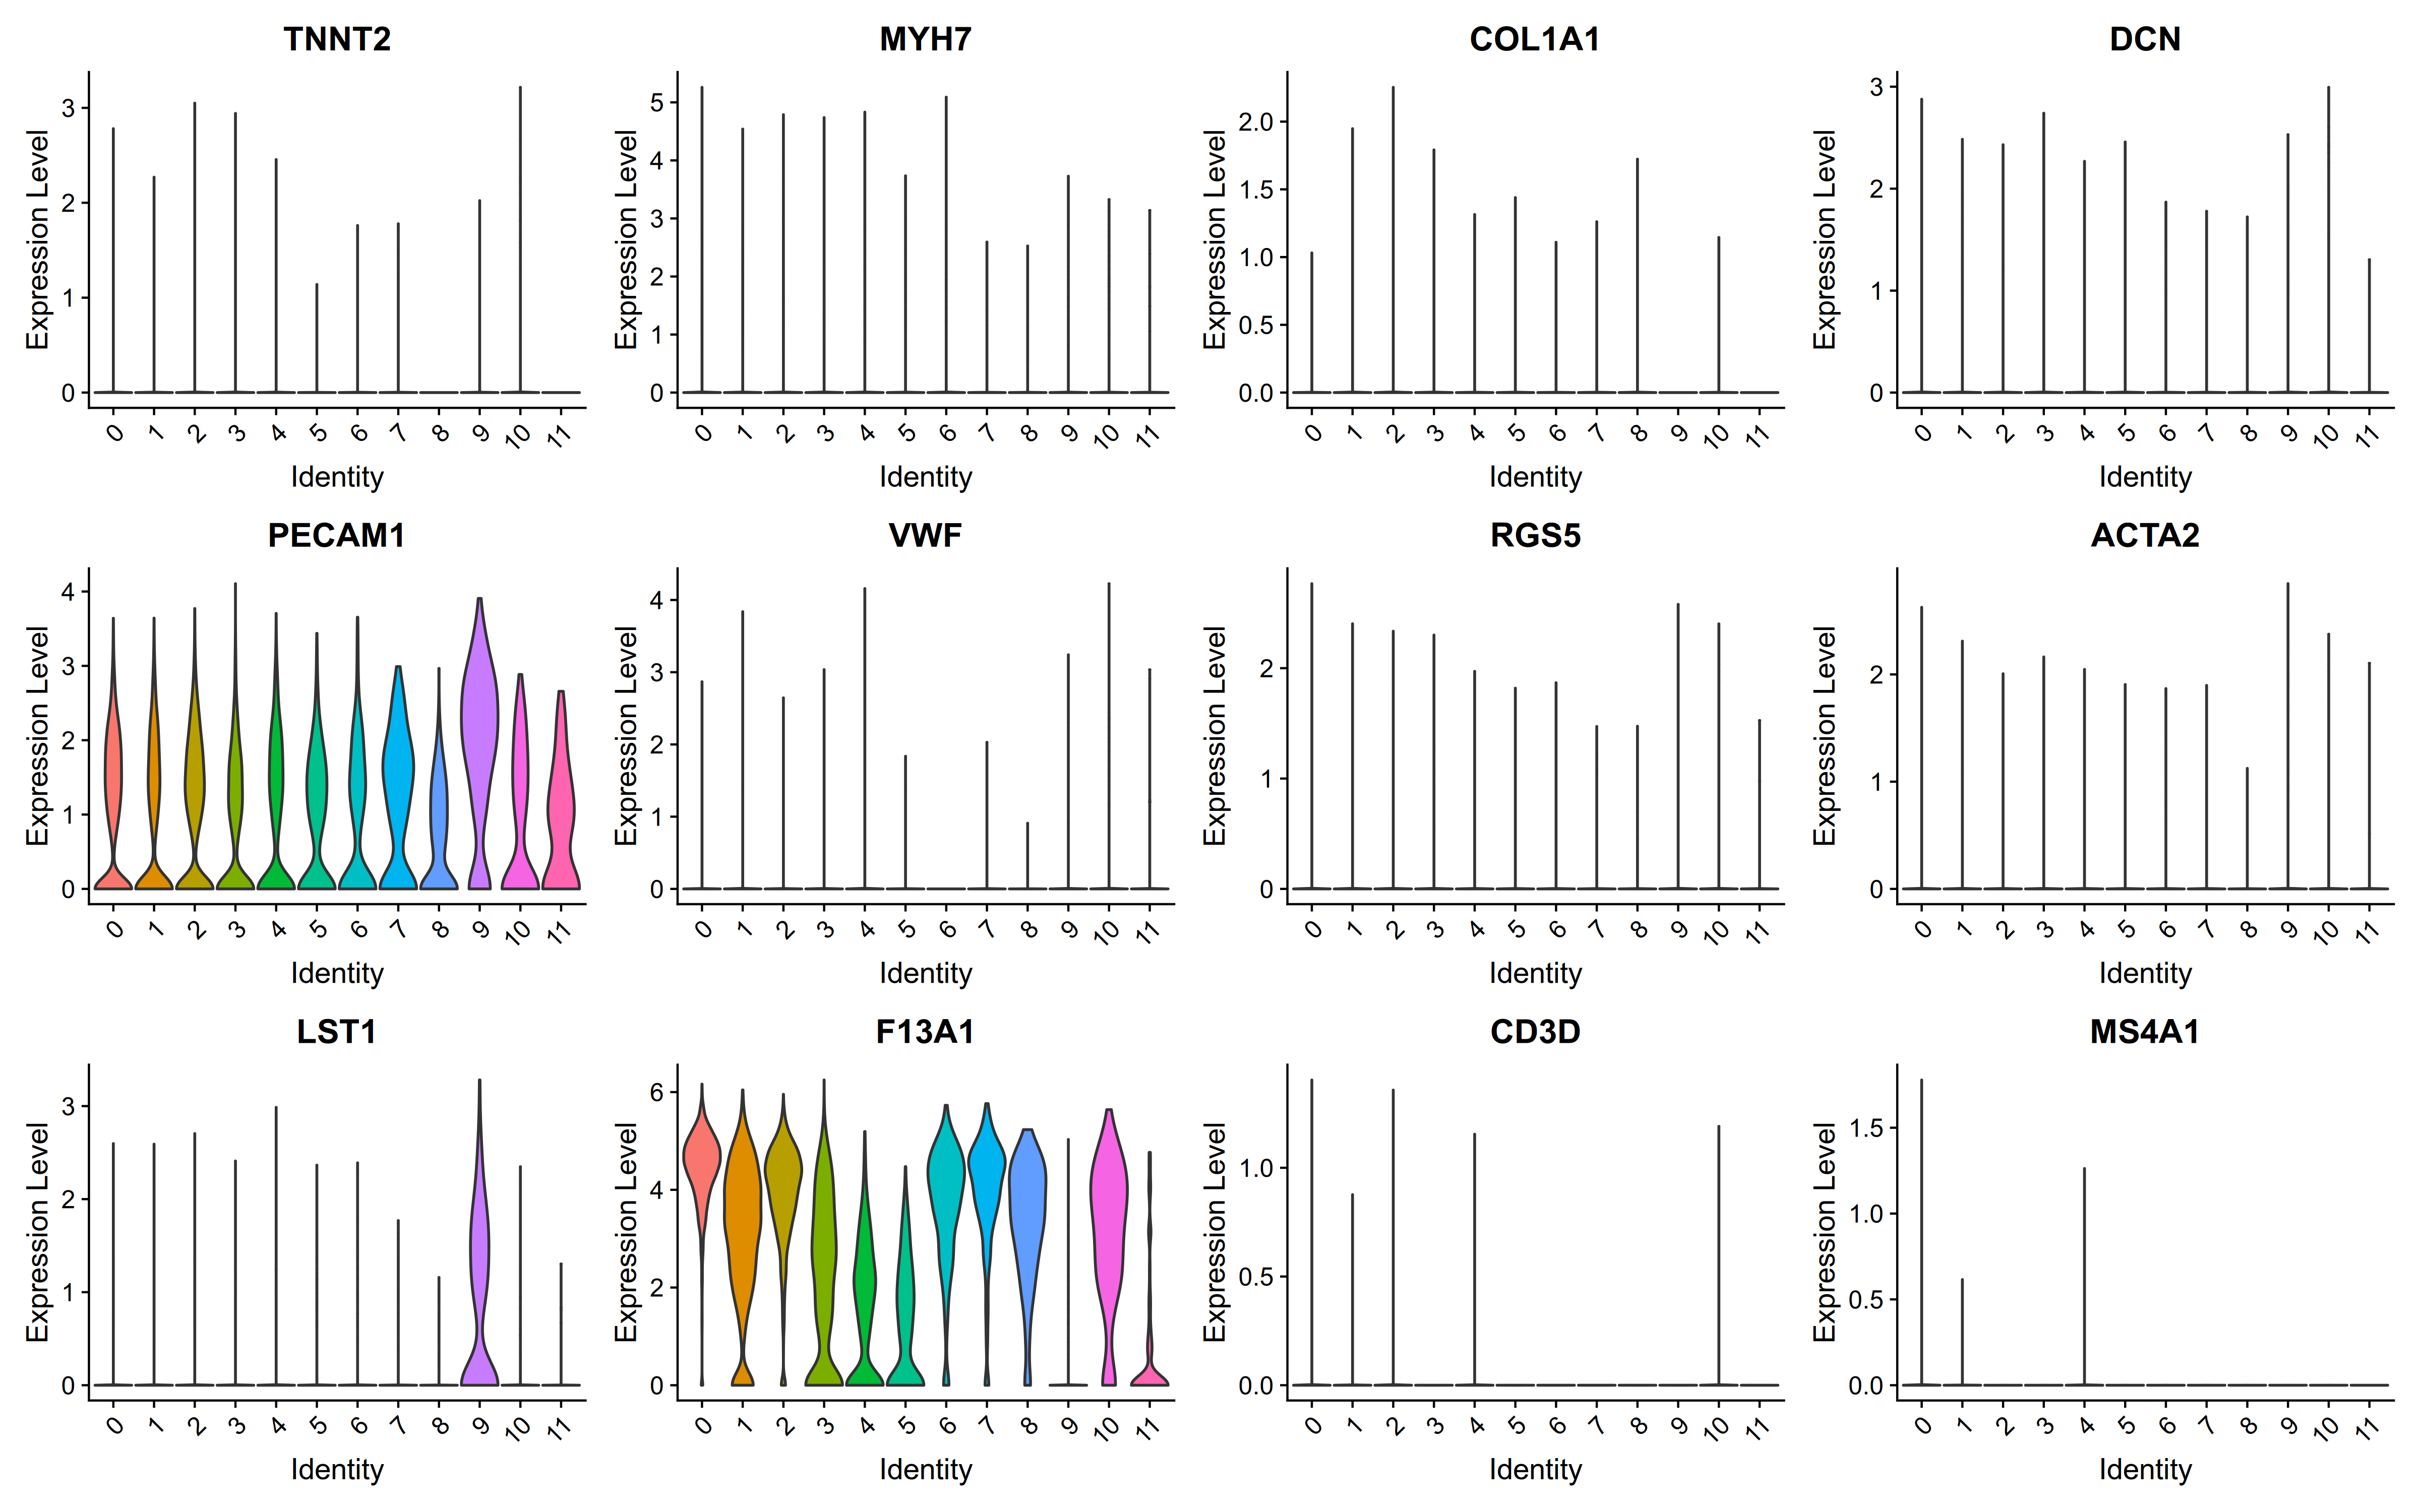 TNNT2 MYH7 COL1A1 DCN
Expression Level Expression Level Expression Level Expression Level
3 2 1 0
5 4 3 2 1 0
2.0 1.5 1.0 0.5 0.0
3 2 1 0
0 1 2 3 4 5 6 7 8 9 10 11
0 1 2 3 4 5 6 7 8 9 10 11
0 1 2 3 4 5 6 7 8 9 10 11
0 1 2 3 4 5 6 7 8 9 10 11
Identity Identity Identity Identity
PECAM1 VWF RGS5 ACTA2
Expression Level Expression Level Expression Level Expression Level
4 3 2 1 0
4 3 2 1 0
2 1 0
2 1 0
0 1 2 3 4 5 6 7 8 9 10 11
0 1 2 3 4 5 6 7 8 9 10 11
0 1 2 3 4 5 6 7 8 9 10 11
0 1 2 3 4 5 6 7 8 9 10 11
Identity Identity Identity Identity
LST1 F13A1 CD3D MS4A1
Expression Level Expression Level Expression Level Expression Level
3 2 1 0
6 4 2 0
1.0 0.5 0.0
1.5 1.0 0.5 0.0
0 1 2 3 4 5 6 7 8 9 10 11
0 1 2 3 4 5 6 7 8 9 10 11
0 1 2 3 4 5 6 7 8 9 10 11
0 1 2 3 4 5 6 7 8 9 10 11
Identity Identity Identity Identity